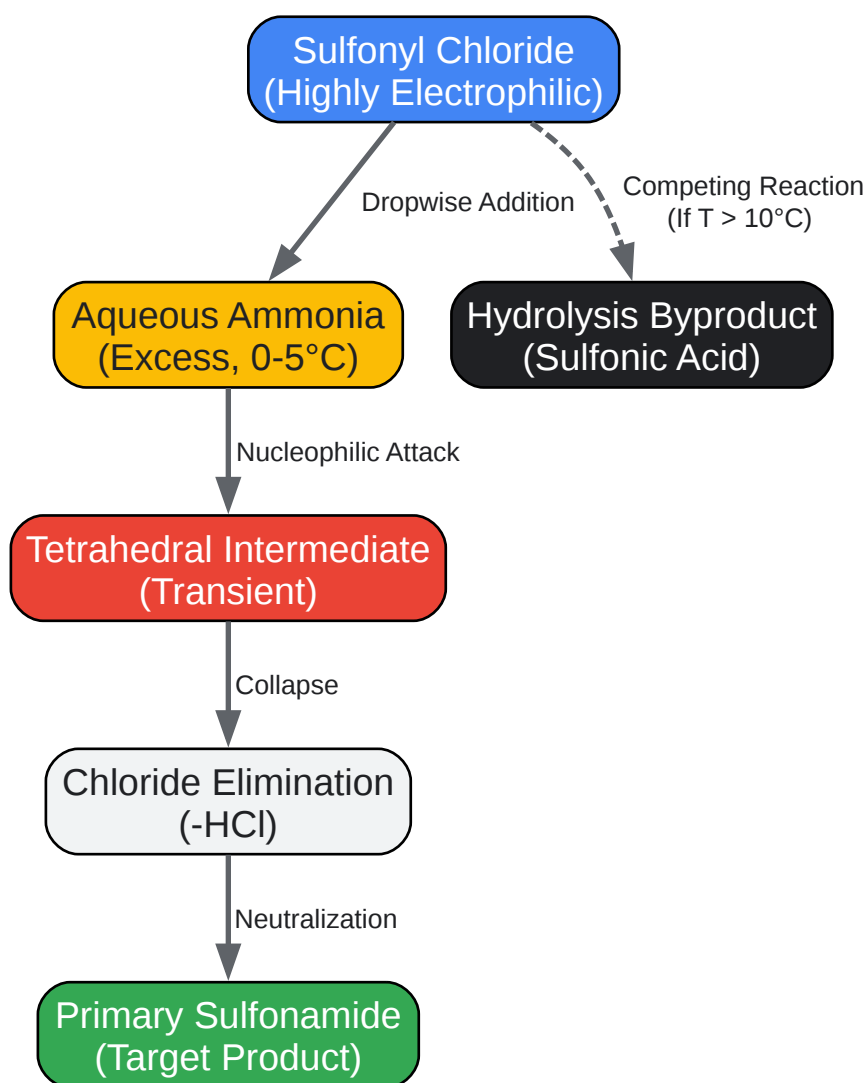 Sulfonyl Chloride
(Highly Electrophilic)
Dropwise Addition
Competing Reaction
(If T > 10°C)
Aqueous Ammonia
(Excess, 0-5°C)
Hydrolysis Byproduct
(Sulfonic Acid)
Nucleophilic Attack
Tetrahedral Intermediate
(Transient)
Collapse
Chloride Elimination
(-HCl)
Neutralization
Primary Sulfonamide
(Target Product)